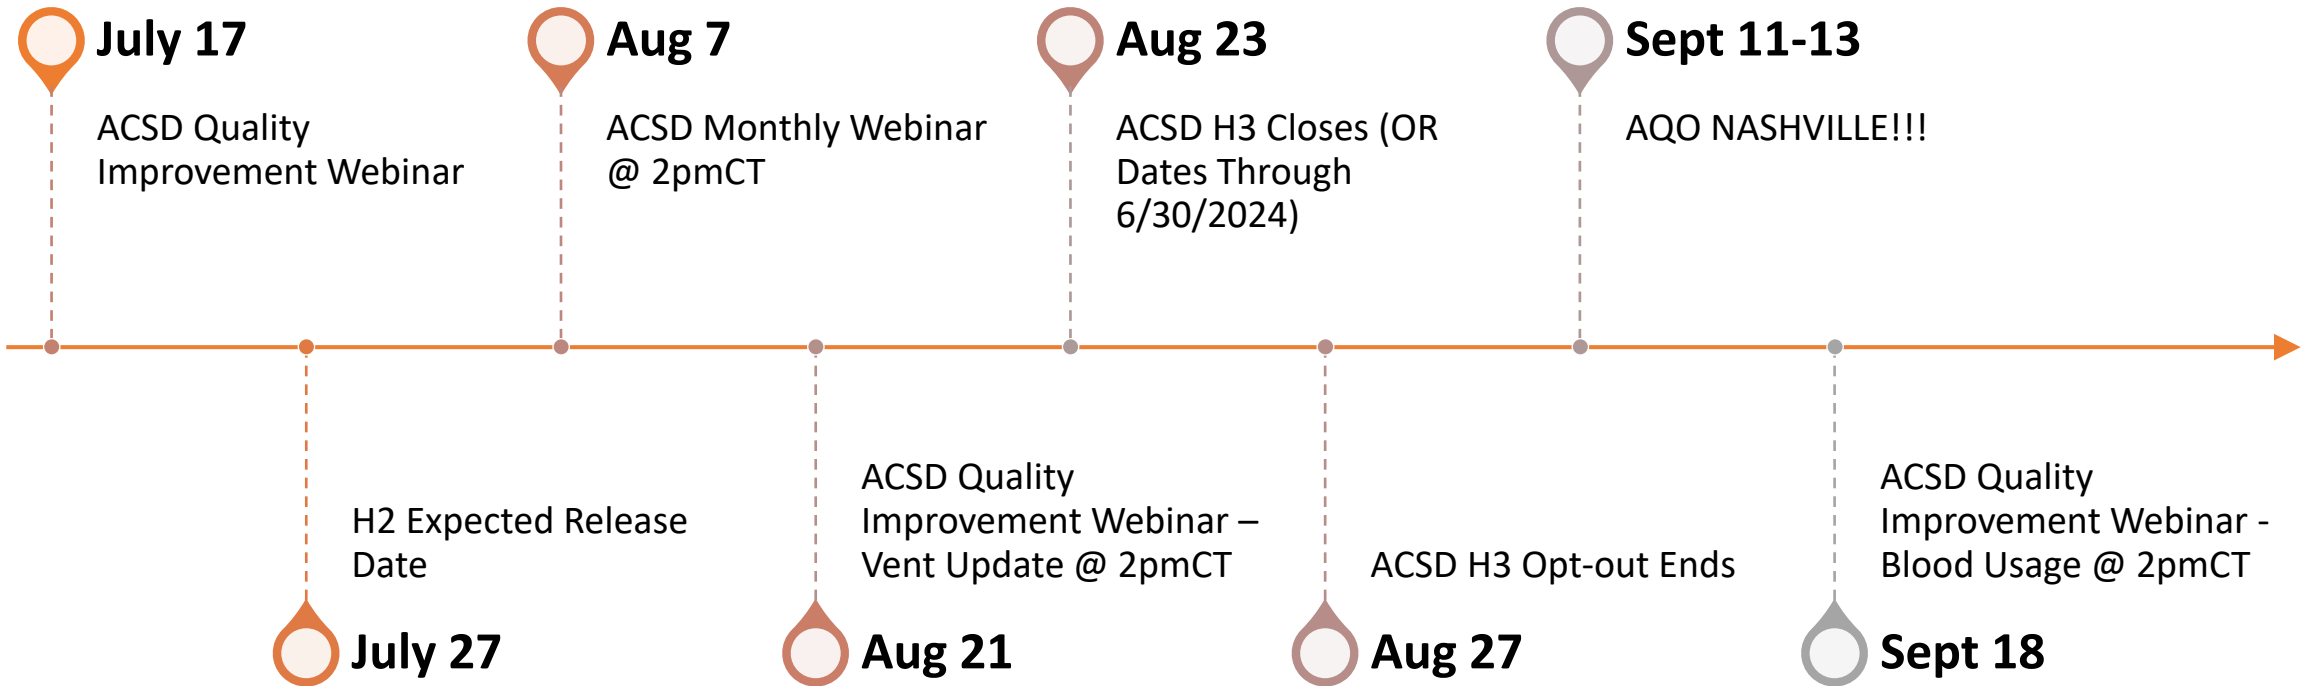 July 17
ACSD Quality
Improvement Webinar
H2 Expected Release
Date
July 27
Aug 7
ACSD Monthly Webinar
@ 2pmCT
ACSD Quality
Improvement Webinar –
Vent Update @ 2pmCT
Aug 21
Aug 23
ACSD H3 Closes (OR
Dates Through
6/30/2024)
ACSD H3 Opt-out Ends
Aug 27
Sept 11-13
AQO NASHVILLE!!!
ACSD Quality
Improvement Webinar -
Blood Usage @ 2pmCT
Sept 18